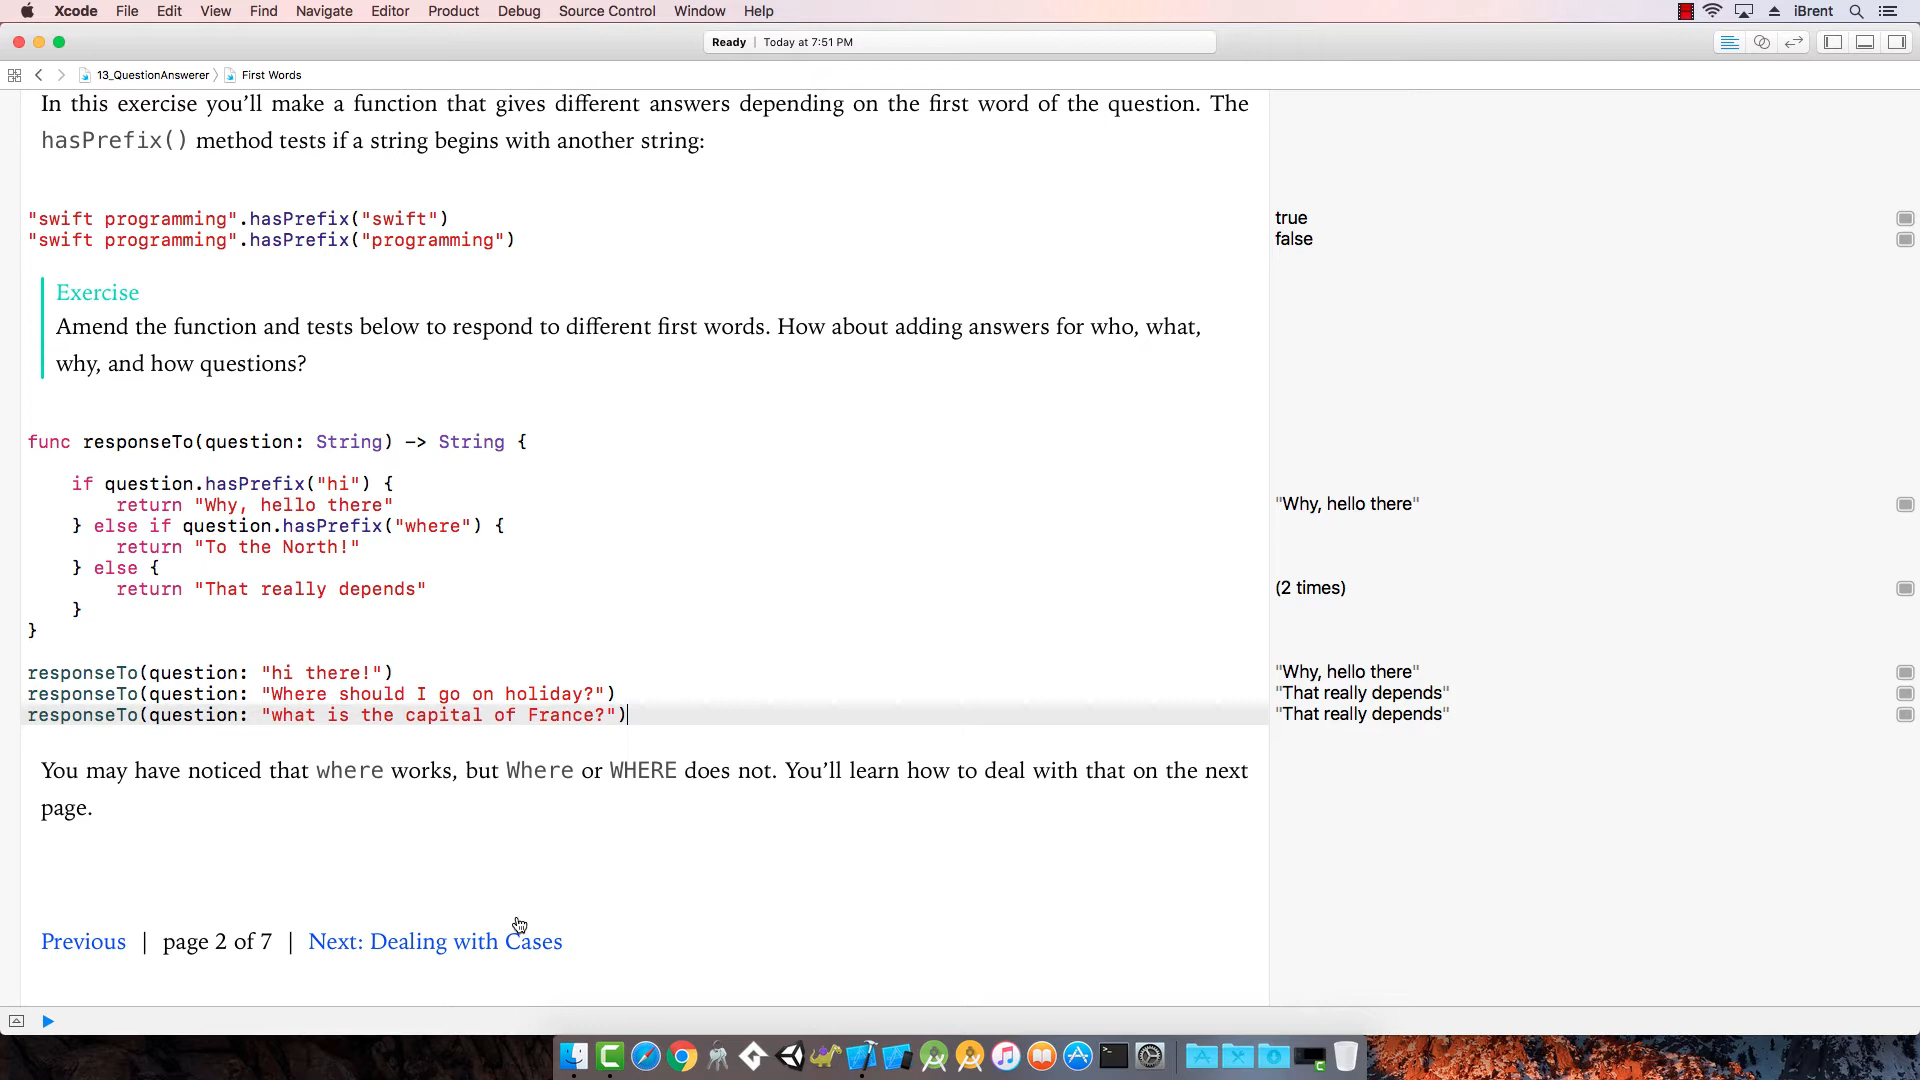 Xcode File Edit View Find Navigate Editor Product Debug Source Control Window Help iBrent
Ready | Today at 7:51 PM
13_QuestionAnswerer First Words
In this exercise you’ll make a function that gives different answers depending on the first word of the question. The
hasPrefix() method tests if a string begins with another string:
"swift programming".hasPrefix("swift") true
"swift programming".hasPrefix("programming") false
Exercise
Amend the function and tests below to respond to different first words. How about adding answers for who, what,
why, and how questions?
func responseTo(question: String) -> String {
if question.hasPrefix("hi") {
return "Why, hello there" "Why, hello there"
} else if question.hasPrefix("where") {
return "To the North!"
} else {
return "That really depends" (2 times)
}
}
responseTo(question: "hi there!") "Why, hello there"
responseTo(question: "Where should I go on holiday?") "That really depends"
responseTo(question: "what is the capital of France?") "That really depends"
You may have noticed that where works, but Where or WHERE does not. You’ll learn how to deal with that on the next
page.
Previous | page 2 of 7 | Next: Dealing with Cases